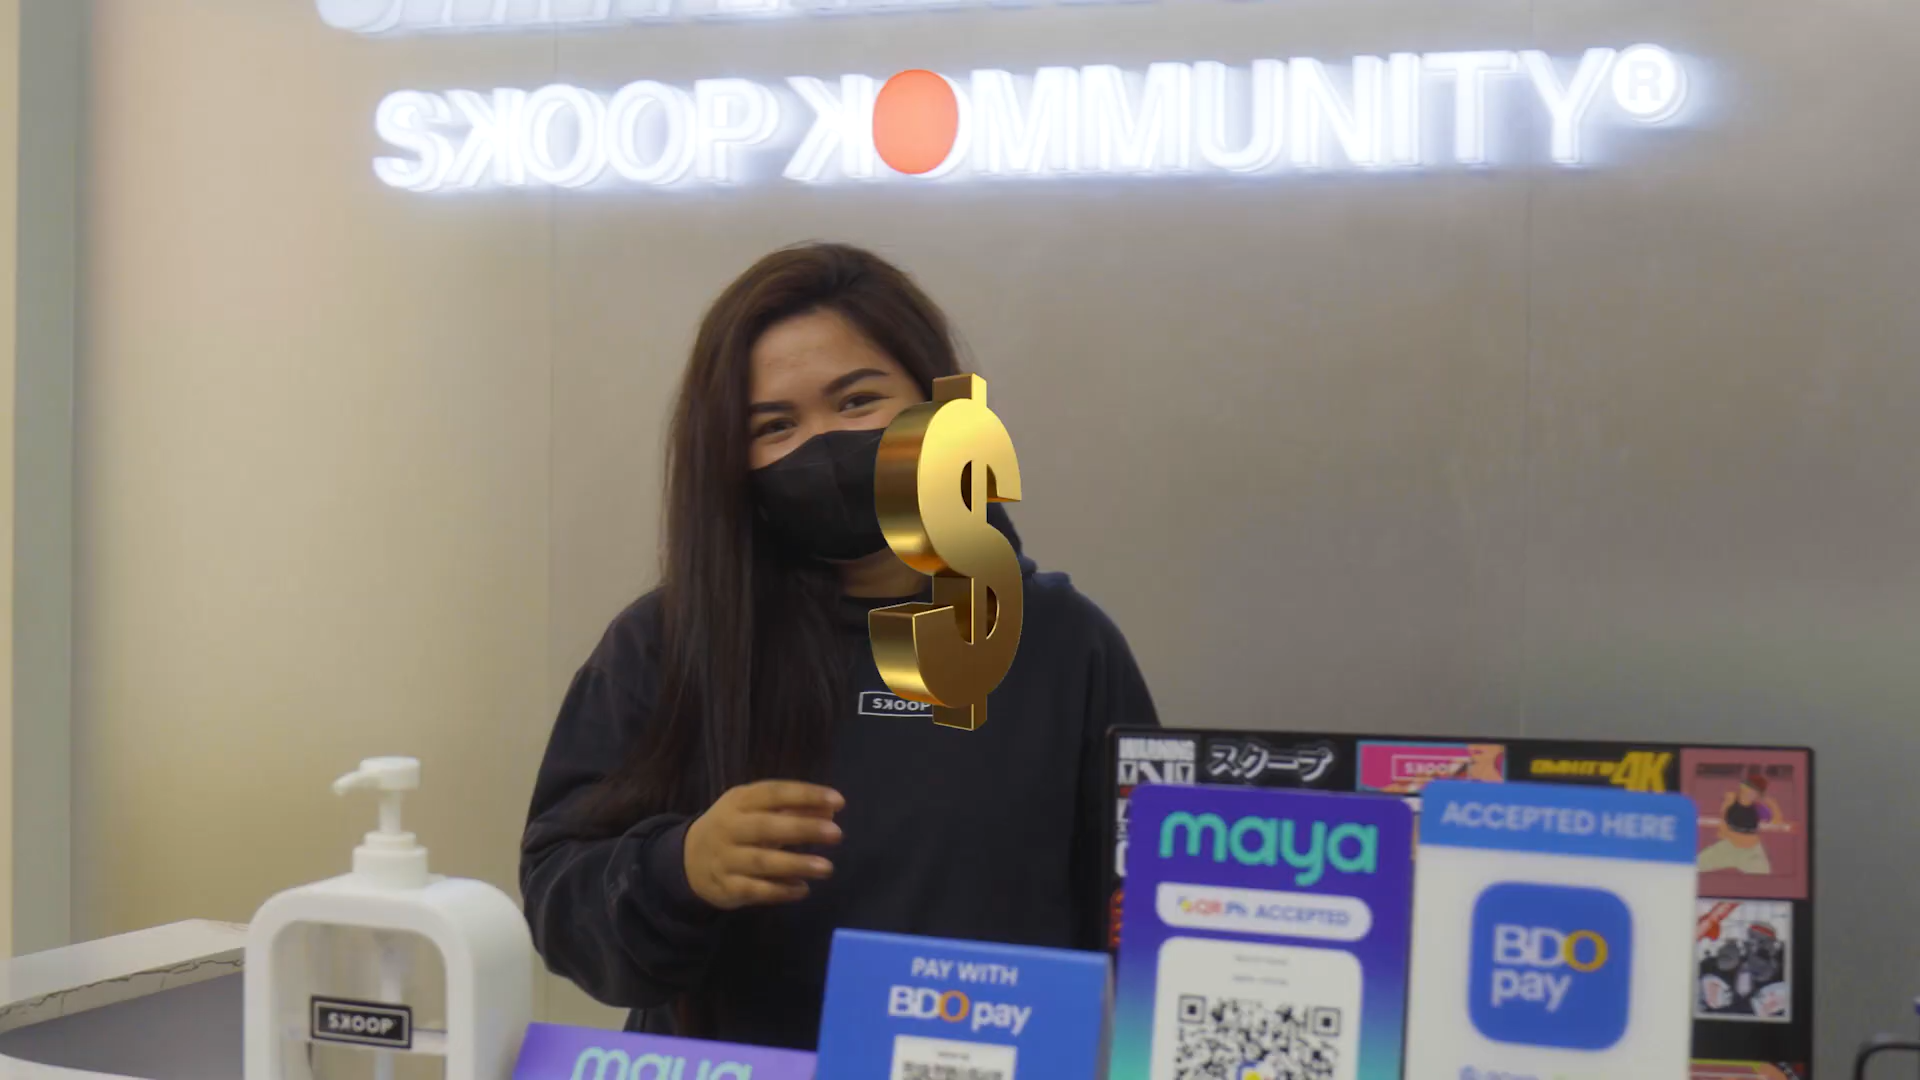 SKOOP KOMMUNITY®
SKOOP
スクープ
4K
maya
QR Ph ACCEPTED
ACCEPTED HERE
BDO
pay
PAY WITH
BDO pay
SKOOP
maya